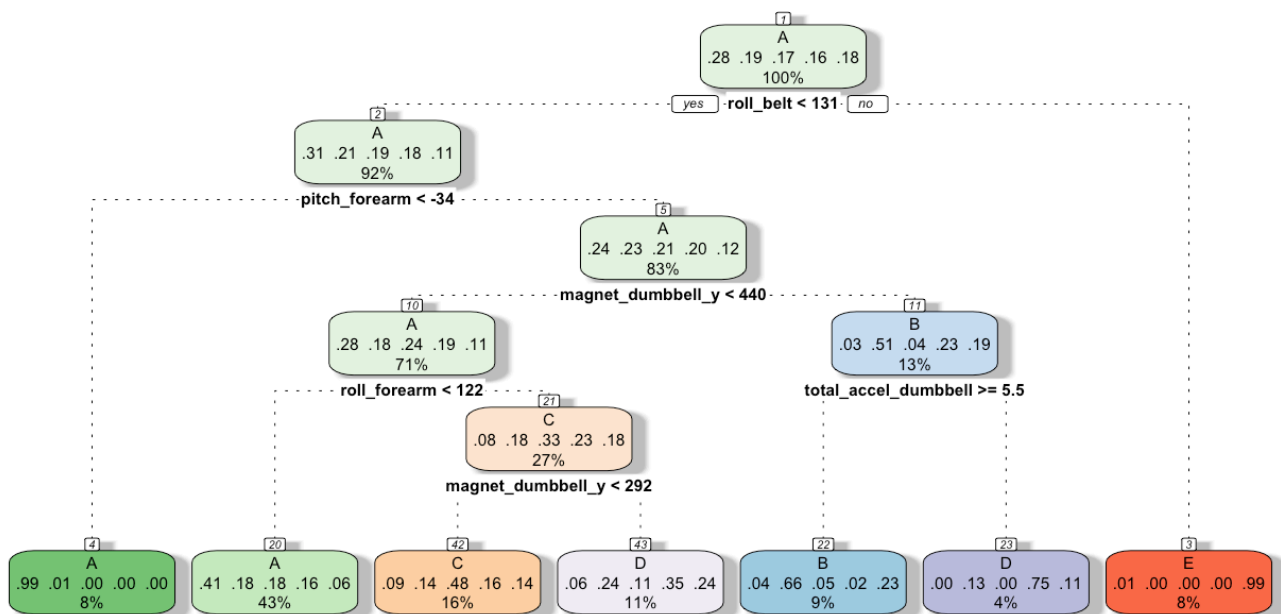 1
A
.28 .19 .17 .16 .18
100%
yes roll_belt < 131 no
2
A
.31 .21 .19 .18 .11
92%
pitch_forearm < -34
5
A
.24 .23 .21 .20 .12
83%
magnet_dumbbell_y < 440
10
A
.28 .18 .24 .19 .11
71%
roll_forearm < 122
11
B
.03 .51 .04 .23 .19
13%
total_accel_dumbbell >= 5.5
21
C
.08 .18 .33 .23 .18
27%
magnet_dumbbell_y < 292
4
A
.99 .01 .00 .00 .00
8%
20
A
.41 .18 .18 .16 .06
43%
42
C
.09 .14 .48 .16 .14
16%
43
D
.06 .24 .11 .35 .24
11%
22
B
.04 .66 .05 .02 .23
9%
23
D
.00 .13 .00 .75 .11
4%
3
E
.01 .00 .00 .00 .99
8%